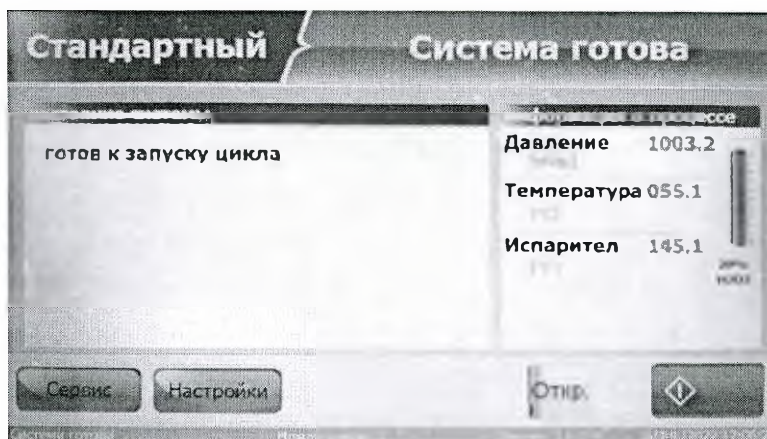 Стандартный
Система готова
готов к запуску цикла
Давление 1003.2
Температура 055.1
Испарител 145.1
Сервис
Настройки
Откр.